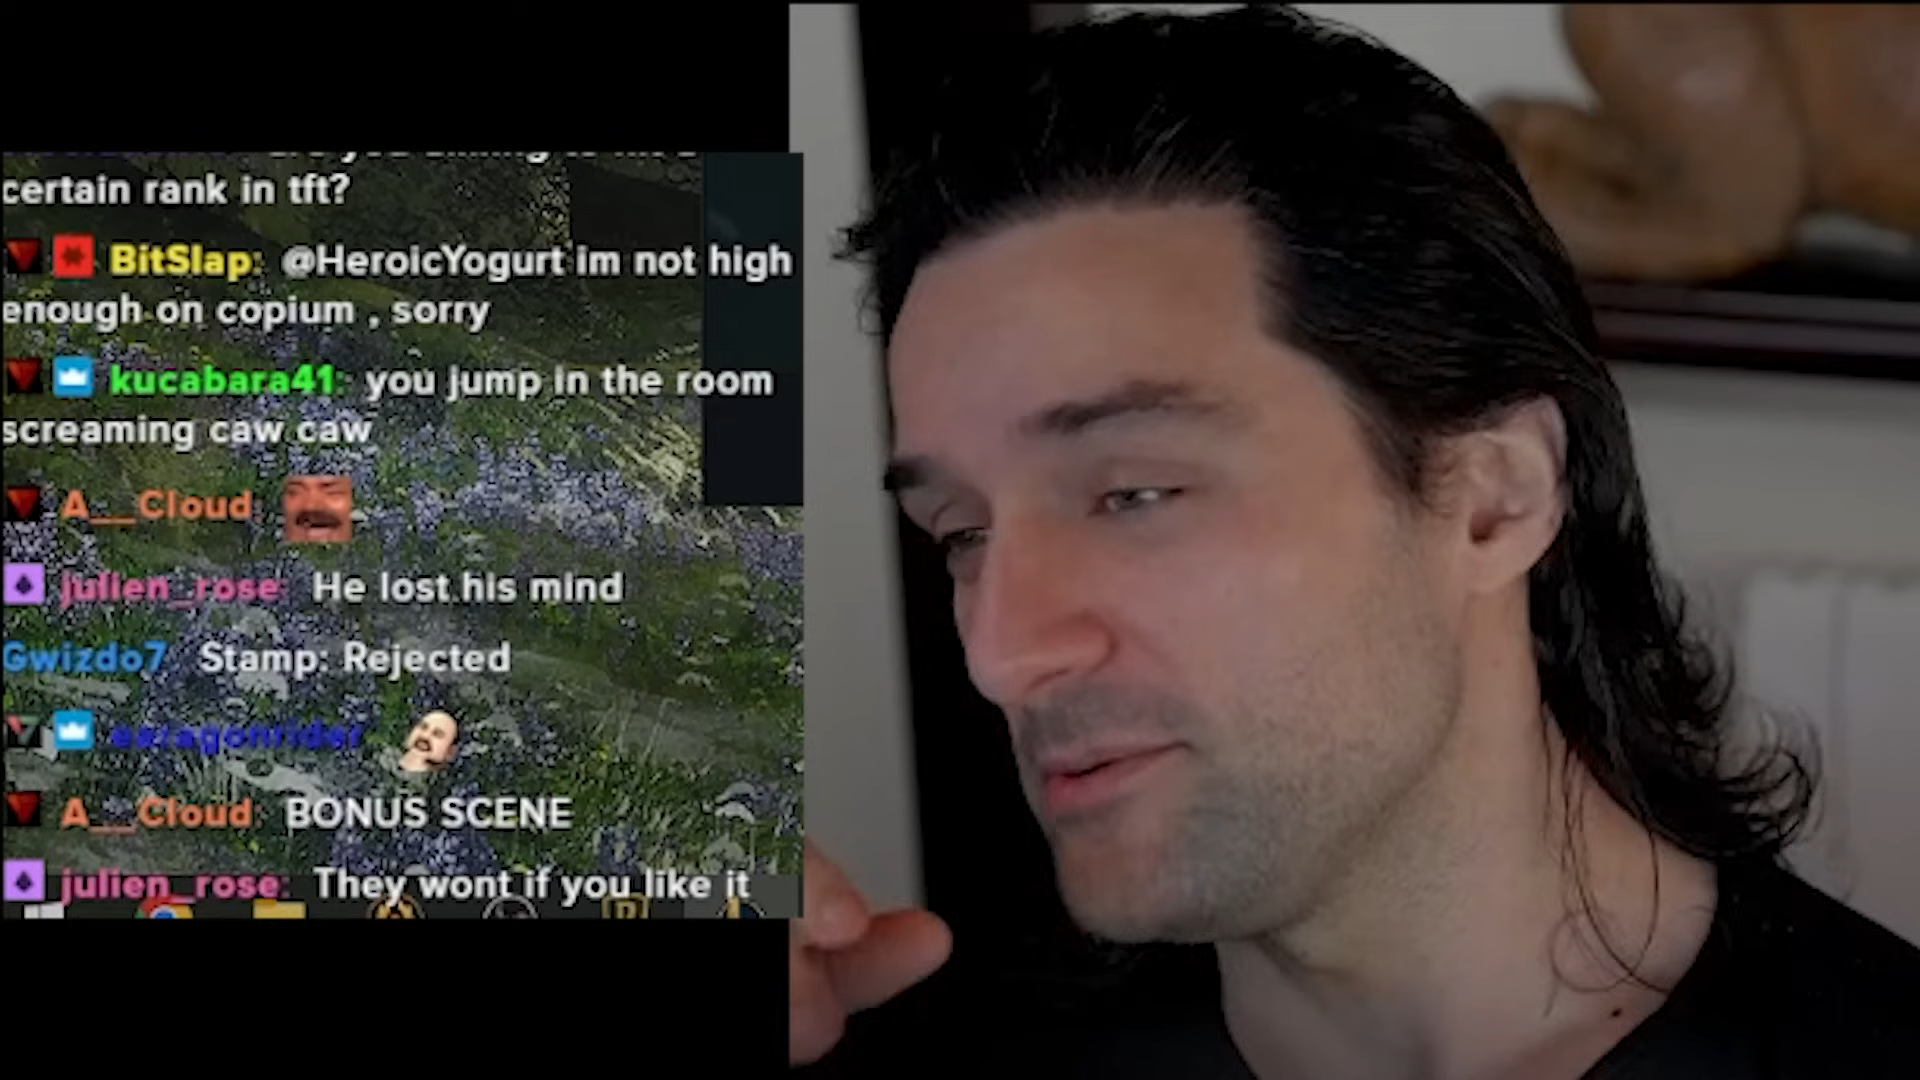 certain rank in tft?
BitSlap: @HeroicYogurt im not high
enough on copium , sorry
kucabara41: you jump in the room
screaming caw caw
A__Cloud:
julien_rose: He lost his mind
Gwizdo7 Stamp: Rejected
A__Cloud: BONUS SCENE
julien_rose: They wont if you like it